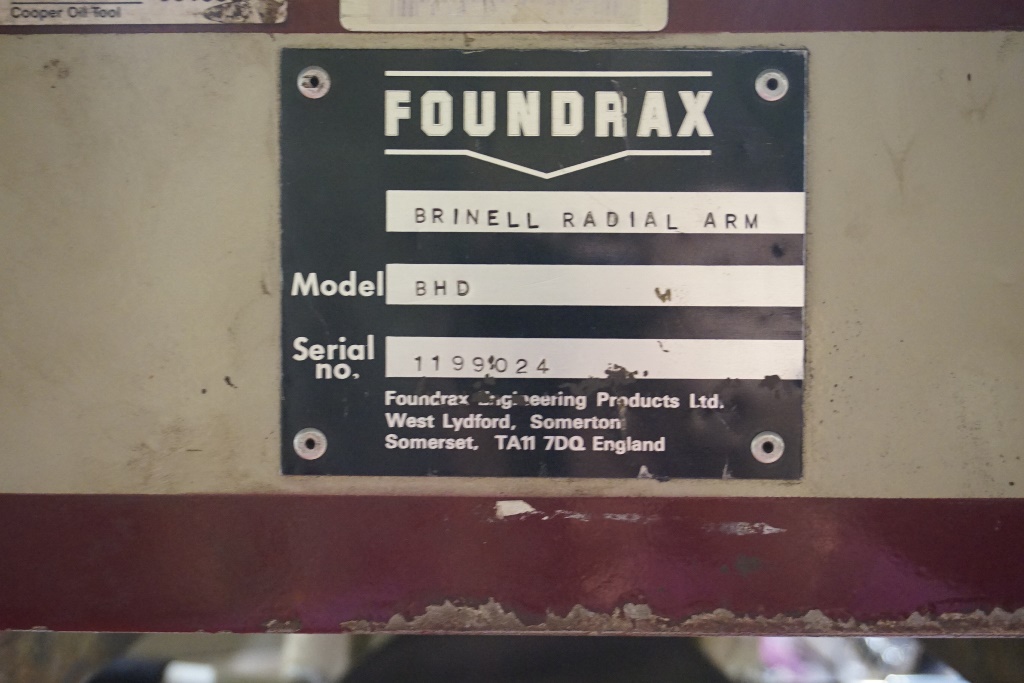 Cooper Oil Tool
FOUNDRAX
BRINELL RADIAL ARM
Model BHD
Serial no. 1199024
Foundrax Engineering Products Ltd.
West Lydford, Somerton
Somerset, TA11 7DQ England